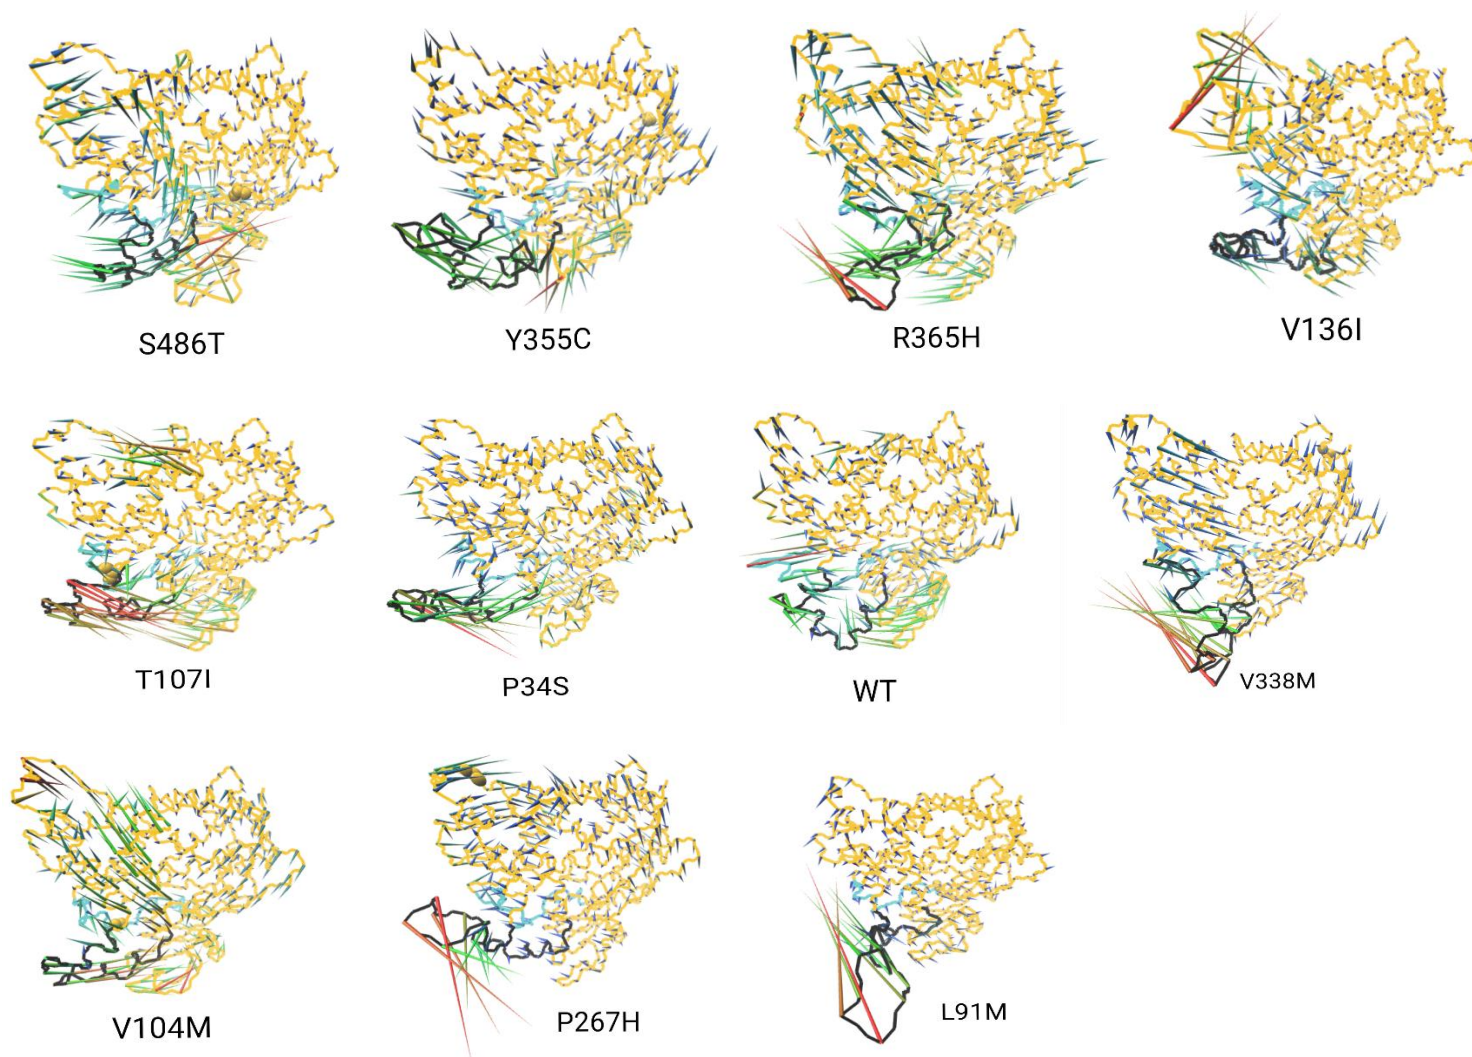 S486T
Y355C
R365H
V136I
T107I
P34S
WT
V338M
V104M
P267H
L91M